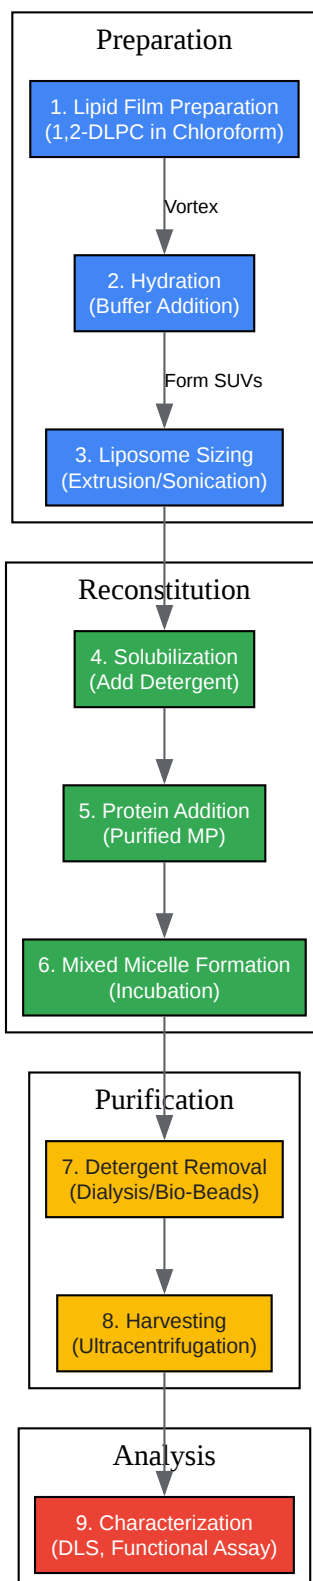 Preparation
1. Lipid Film Preparation
(1,2-DLPC in Chloroform)
Vortex
2. Hydration
(Buffer Addition)
Form SUVs
3. Liposome Sizing
(Extrusion/Sonication)
Reconstitution
4. Solubilization
(Add Detergent)
5. Protein Addition
(Purified MP)
6. Mixed Micelle Formation
(Incubation)
Purification
7. Detergent Removal
(Dialysis/Bio-Beads)
8. Harvesting
(Ultracentrifugation)
Analysis
9. Characterization
(DLS, Functional Assay)